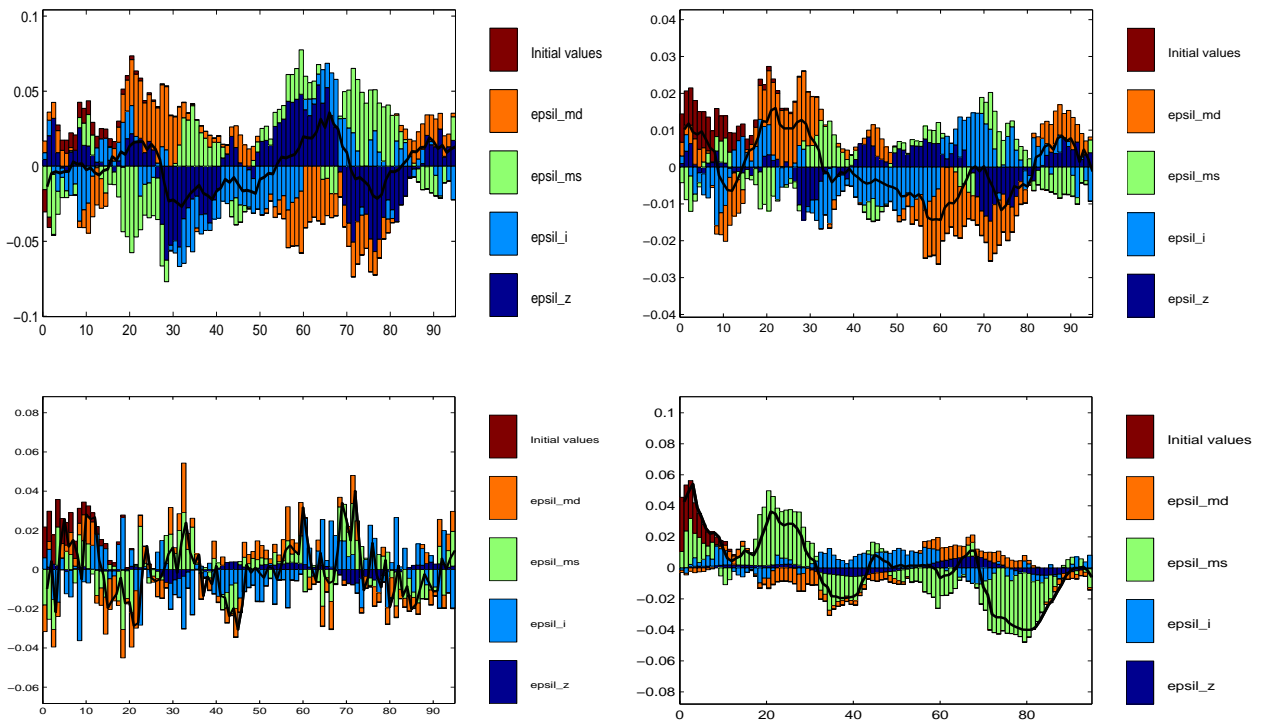 0.1
0.05
0
−0.05
−0.1
0 10 20 30 40 50 60 70 80 90
Initial values
epsil_md
epsil_ms
epsil_i
epsil_z
0.04
0.03
0.02
0.01
0
−0.01
−0.02
−0.03
−0.04
0 10 20 30 40 50 60 70 80 90
Initial values
epsil_md
epsil_ms
epsil_i
epsil_z
0.08
0.06
0.04
0.02
0
−0.02
−0.04
−0.06
0 10 20 30 40 50 60 70 80 90
Initial values
epsil_md
epsil_ms
epsil_i
epsil_z
0.1
0.08
0.06
0.04
0.02
0
−0.02
−0.04
−0.06
−0.08
0 20 40 60 80
Initial values
epsil_md
epsil_ms
epsil_i
epsil_z